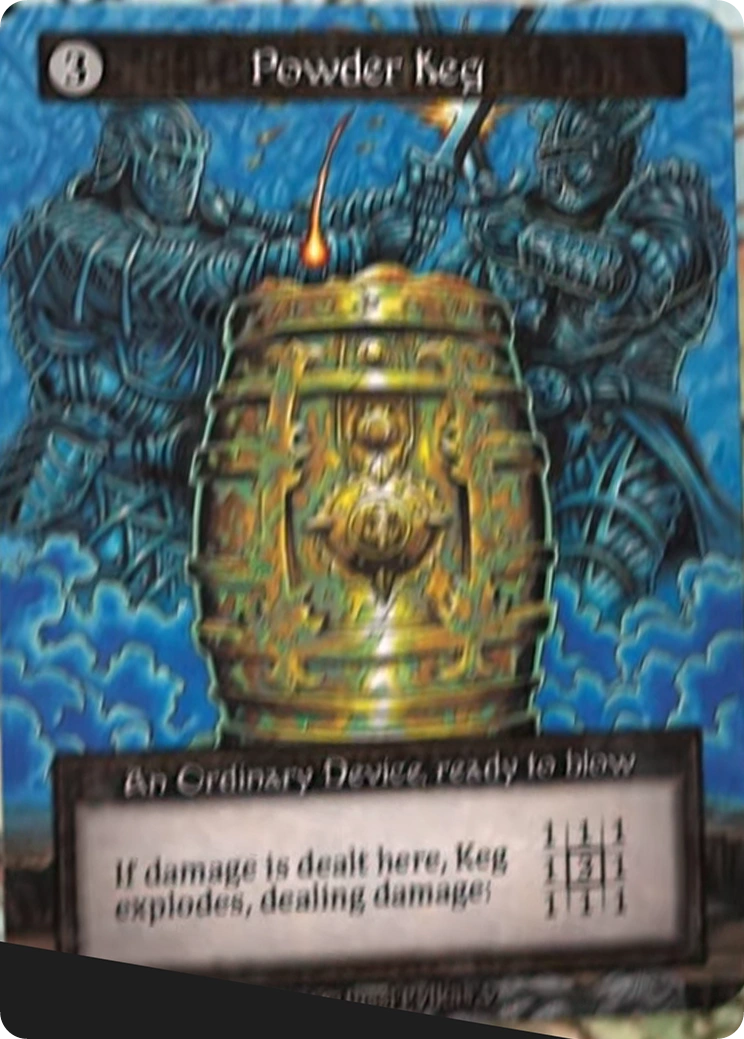 3
Powder Keg
An Ordinary Device, ready to blow
If damage is dealt here, Keg
explodes, dealing damage:
1 1 1
1 3 1
1 1 1